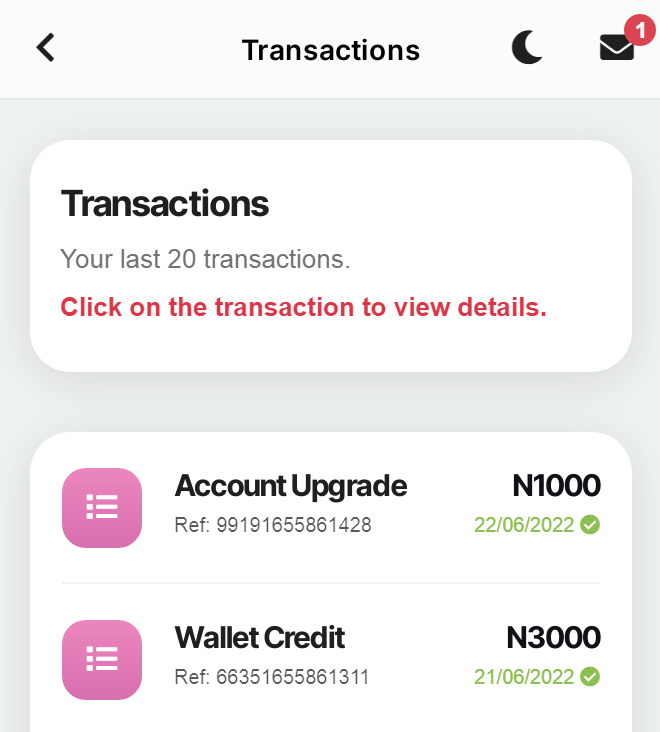 Transactions
1
Transactions
Your last 20 transactions.
Click on the transaction to view details.
Account Upgrade N1000
Ref: 99191655861428 22/06/2022
Wallet Credit N3000
Ref: 66351655861311 21/06/2022